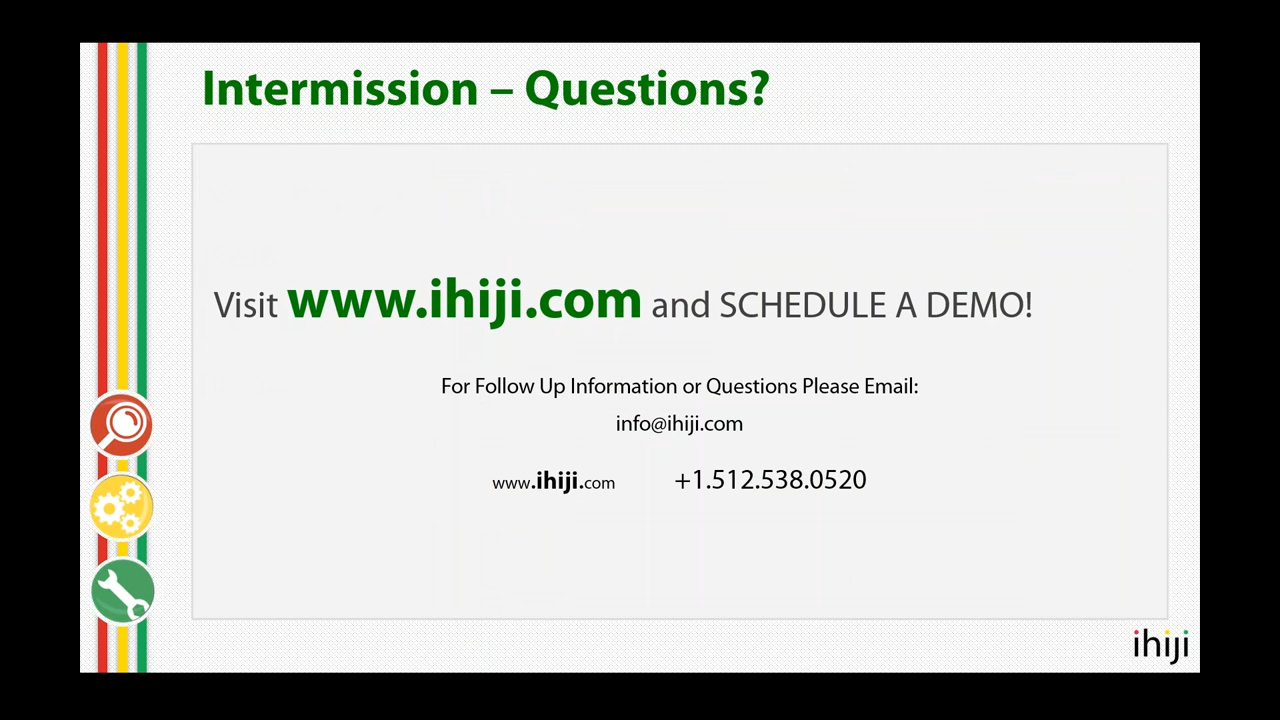 Intermission – Questions?
Visit www.ihiji.com and SCHEDULE A DEMO!
For Follow Up Information or Questions Please Email:
info@ihiji.com
www.ihiji.com +1.512.538.0520
ihiji